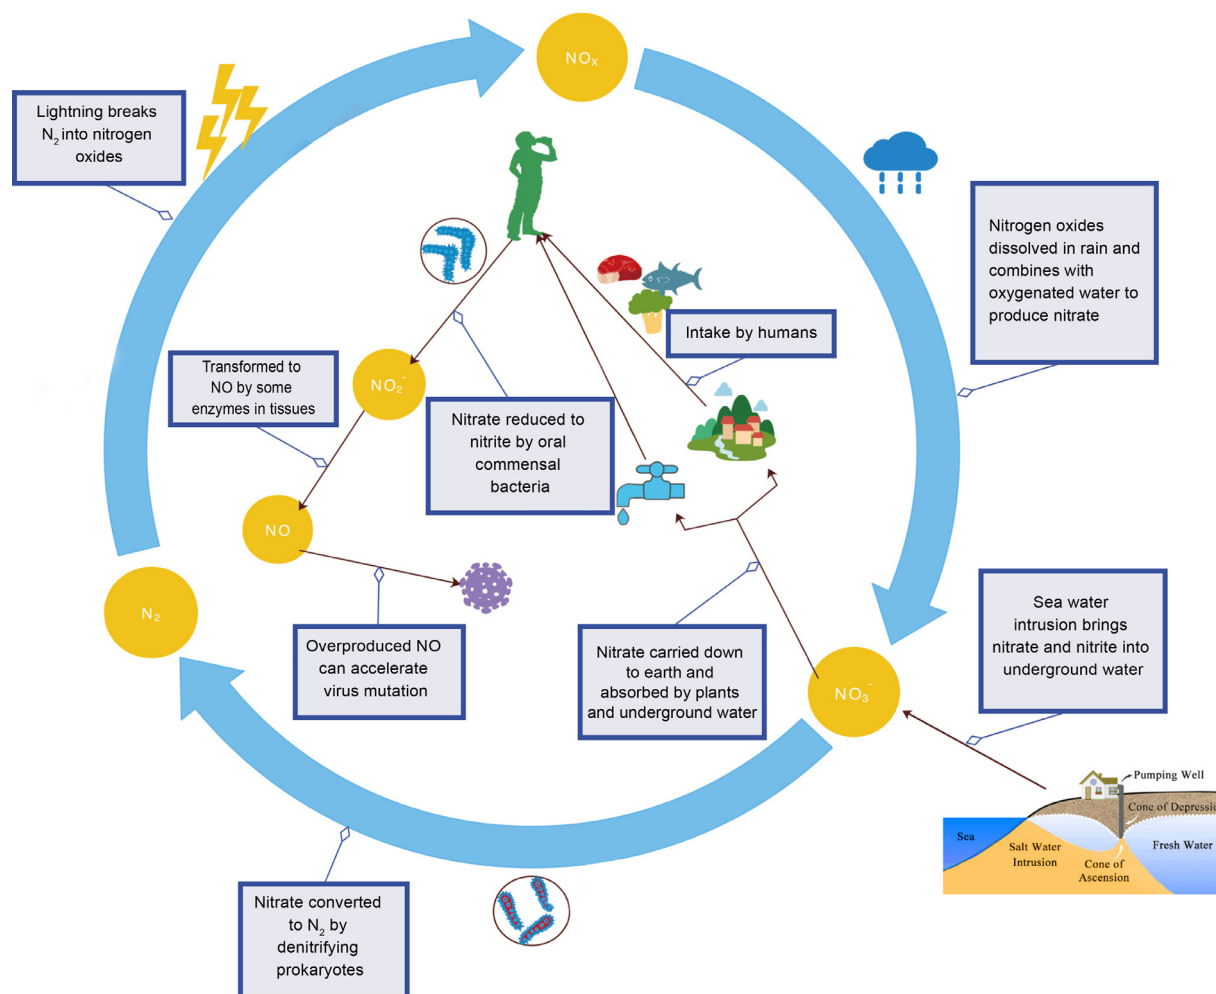 NOₓ
Lightning breaks
N₂ into nitrogen
oxides
Nitrogen oxides
dissolved in rain and
combines with
oxygenated water to
produce nitrate
Intake by humans
Transformed to
NO by some
enzymes in tissues
NO₂⁻
Nitrate reduced to
nitrite by oral
commensal
bacteria
NO
N₂
Overproduced NO
can accelerate
virus mutation
Nitrate carried down
to earth and
absorbed by plants
and underground water
NO₃⁻
Sea water
intrusion brings
nitrate and nitrite into
underground water
Pumping Well
Cone of Depressio
Sea
Salt Water
Intrusion
Fresh Water
Cone of
Ascension
Nitrate converted
to N₂ by
denitrifying
prokaryotes